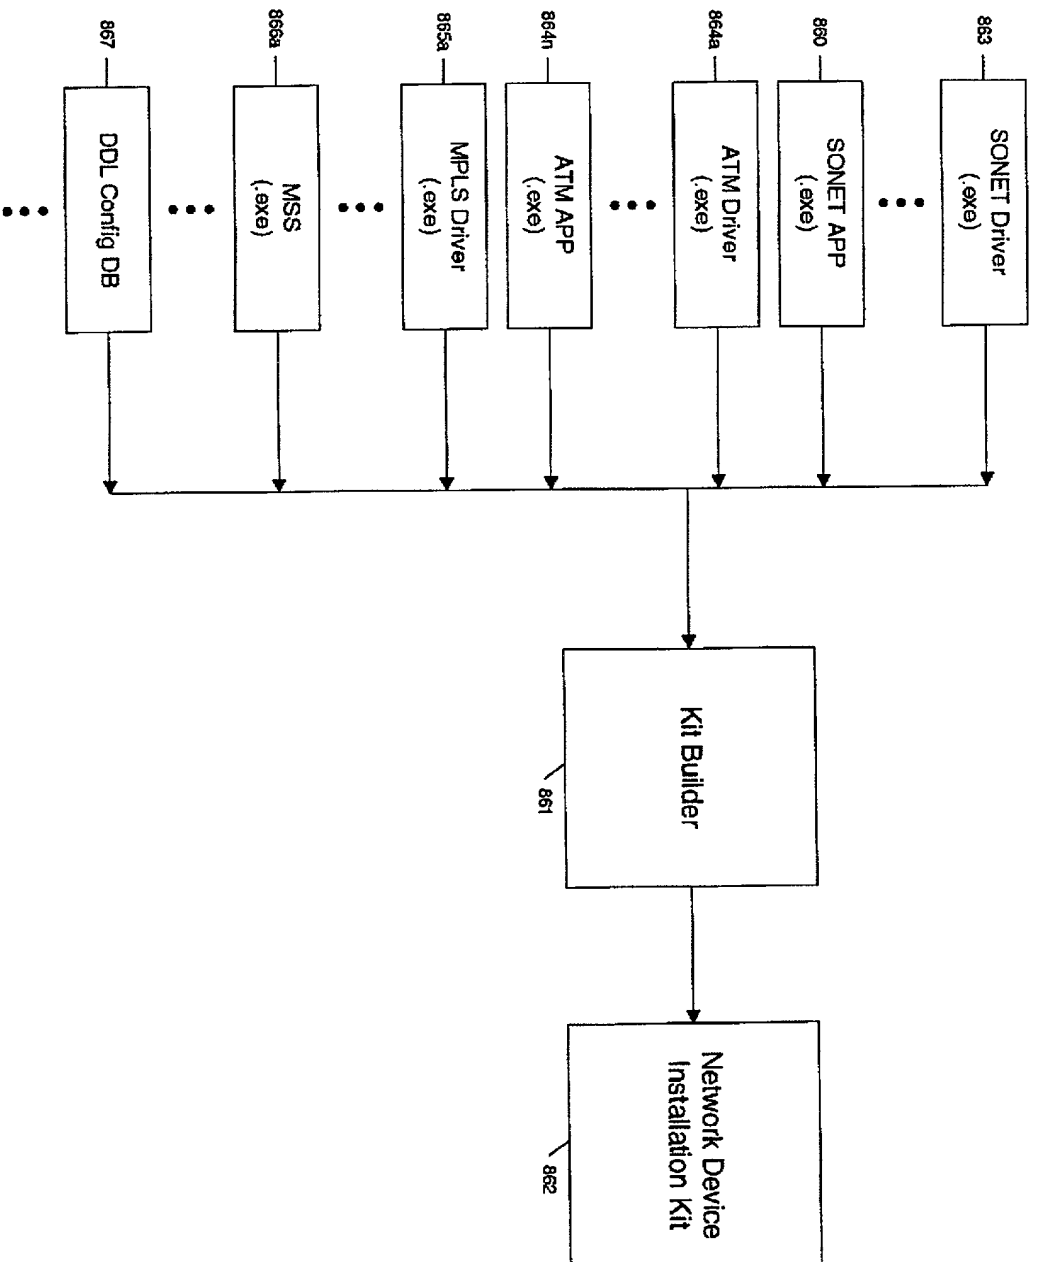 863
SONET Driver
(.exe)
860
SONET APP
(.exe)
864a
ATM Driver
(.exe)
864n
ATM APP
(.exe)
865a
MPLS Driver
(.exe)
866a
MSS
(.exe)
867
DDL Config DB
Kit Builder
861
Network Device
Installation Kit
862